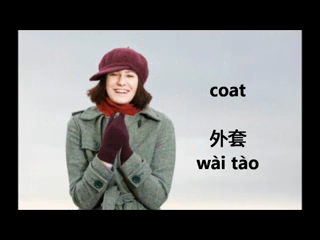 coat
外套
wài tào